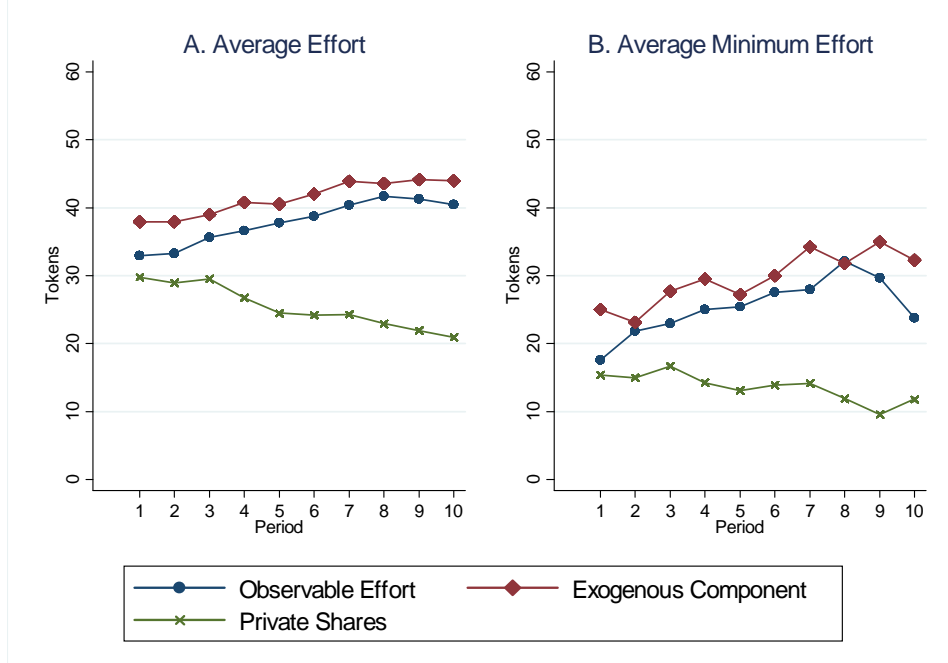 A. Average Effort
60
50
40
30
20
10
0
Tokens
1 2 3 4 5 6 7 8 9 10
Period
B. Average Minimum Effort
60
50
40
30
20
10
0
Tokens
1 2 3 4 5 6 7 8 9 10
Period
Observable Effort
Exogenous Component
Private Shares